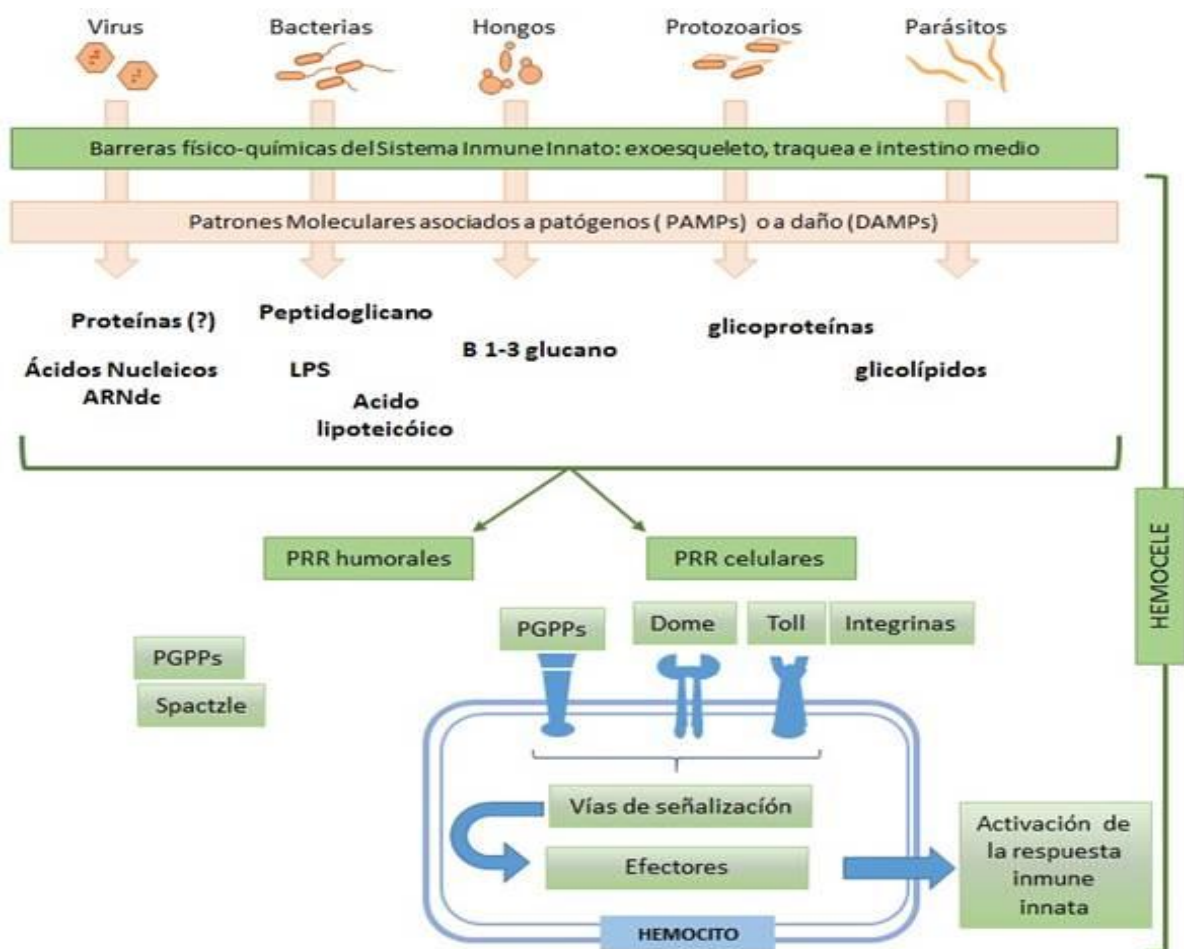 Virus
Bacterias
Hongos
Protozoarios
Parásitos
Barreras físico-químicas del Sistema Inmune Innato: exoesqueleto, traquea e intestino medio
Patrones Moleculares asociados a patógenos ( PAMPs) o a daño (DAMPs)
Proteínas (?)
Ácidos Nucleicos
ARNdc
Peptidoglicano
LPS
Acido
lipoteicóico
B 1-3 glucano
glicoproteínas
glicolípidos
HEMOCELE
PRR humorales
PRR celulares
PGPPs
Spactzle
PGPPs
Dome
Toll
Integrinas
Vías de señalizacíón
Efectores
HEMOCITO
Activación de
la respuesta
inmune
innata